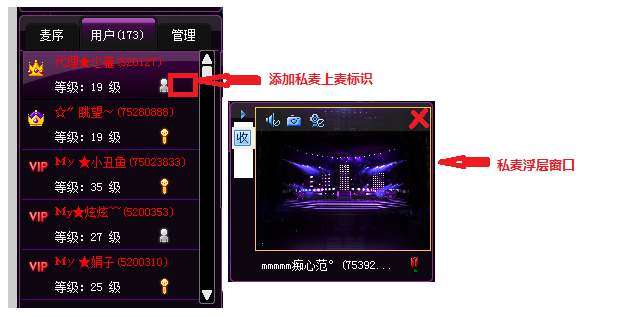 麦序 用户(173) 管理
(520127)
等级: 19 级
添加私麦上麦标识
☆〃眺望~(75280888)
等级: 19 级
收
VIP My ★小丑鱼(75023833)
等级: 35 级
私麦浮层窗口
VIP My★炫炫~~(5200353)
等级: 27 级
VIP My ★娟子(5200310)
mmmmm痴心范°(75392...
等级: 25 级